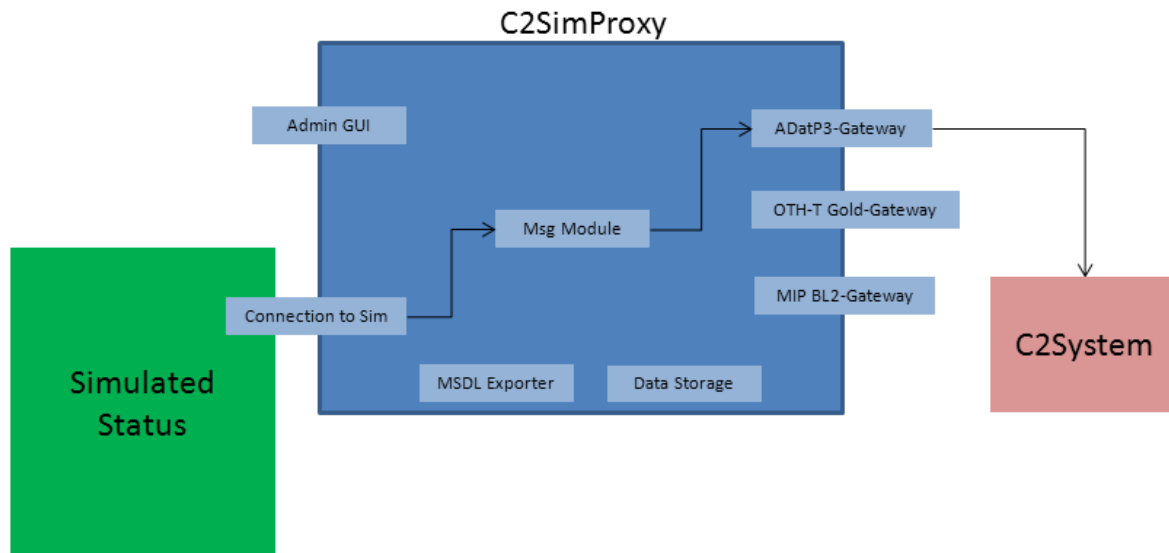 C2SimProxy
Admin GUI
ADatP3-Gateway
OTH-T Gold-Gateway
Msg Module
MIP BL2-Gateway
Connection to Sim
C2System
MSDL Exporter
Data Storage
Simulated
Status